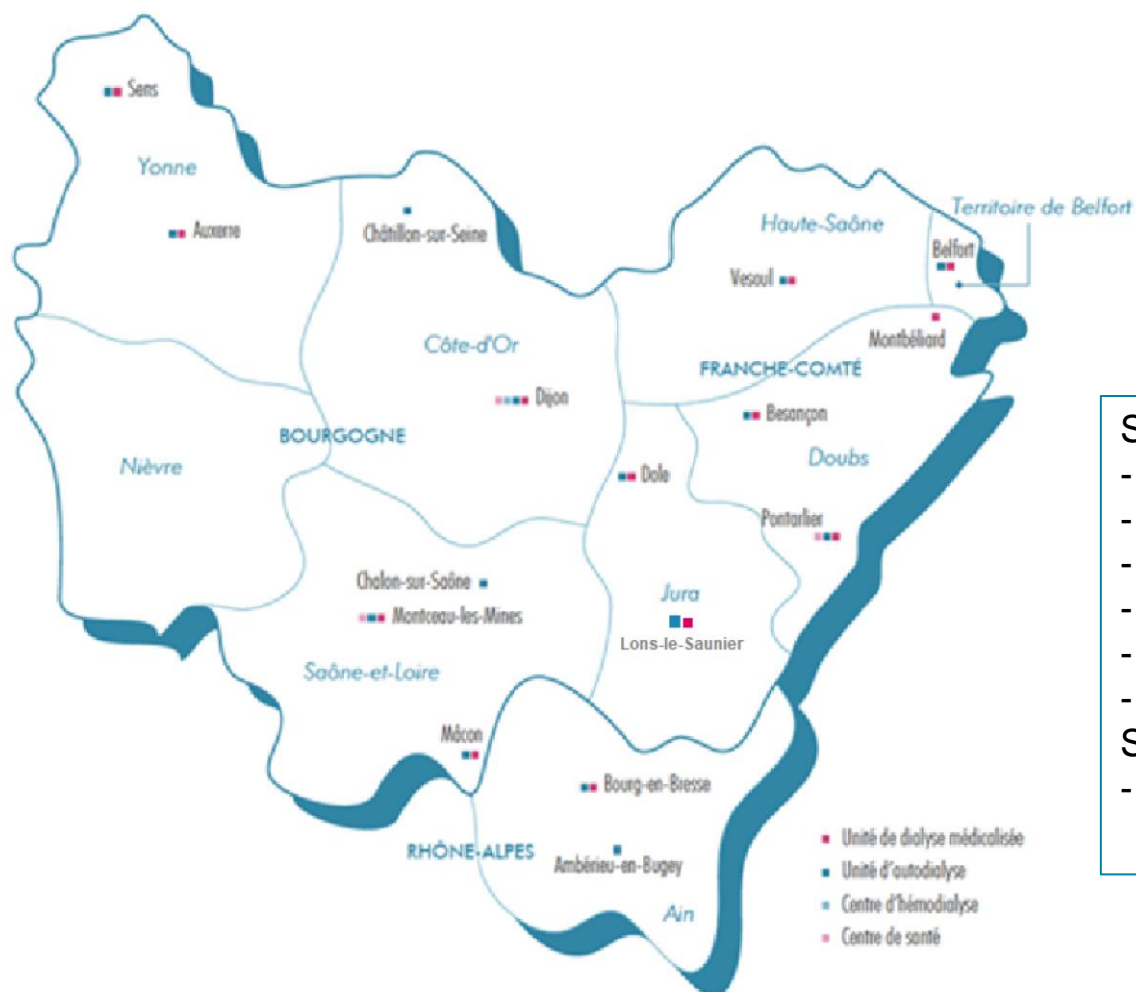 Sens
Yonne
Auxerre
Châtillon-sur-Seine
Haute-Saône
Territoire de Belfort
Belfort
Vesoul
Montbéliard
Côte-d'Or
FRANCHE-COMTÉ
Dijon
Besançon
BOURGOGNE
Doubs
Nièvre
Dole
Pontarlier
Chalon-sur-Saône
Jura
Montceau-les-Mines
Lons-le-Saunier
Saône-et-Loire
Mâcon
Bourg-en-Bresse
RHÔNE-ALPES
Ambérieu-en-Bugey
Ain
Unité de dialyse médicalisée
Unité d'autodialyse
Centre d'hémodialyse
Centre de santé
S
-
-
-
-
-
-
S
-